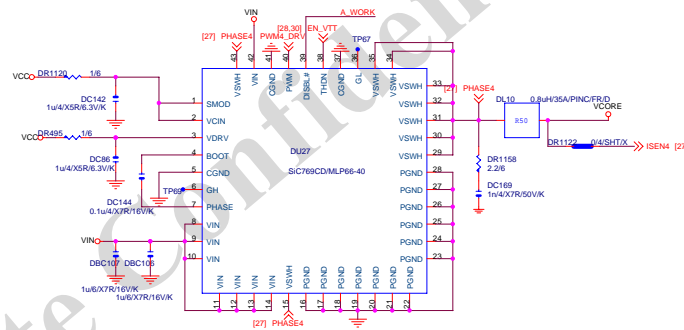 VIN
A_WORK
[27] PHASE4
[28,30] EN_VTT
PWM4_DRV
TP67
43 42 41 40 39 38 37 36 35 34
VSWH VIN CGND PWM DISBL# THDN CGND GL VSWH VSWH
VCC DR1120 1/6
DC142
1u/4/X5R/6.3V/K
VCC DR495 1/6
DC86
1u/4/X5R/6.3V/K
DC144
0.1u/4/X7R/16V/K
TP69
VIN
DBC107 DBC106
1u/6/X7R/16V/K
1u/6/X7R/16V/K
1 SMOD
2 VCIN
3 VDRV
4 BOOT
5 CGND
6 GH
7 PHASE
8 VIN
9 VIN
10 VIN
DU27
SiC769CD/MLP66-40
VSWH 33
VSWH 32
VSWH 31
VSWH 30
VSWH 29
PGND 28
PGND 27
PGND 26
PGND 25
PGND 24
PGND 23
VIN VIN VIN VIN VSWH PGND PGND PGND PGND PGND PGND PGND
11 12 13 14 15 16 17 18 19 20 21 22
[27] PHASE4
[27] PHASE4
DL10 0.8uH/35A/PINC/FR/D
R50
VCORE
DR1122 0/4/SHT/X
ISEN4 [27
DR1158
2.2/6
DC169
1n/4/X7R/50V/K
te Confiden